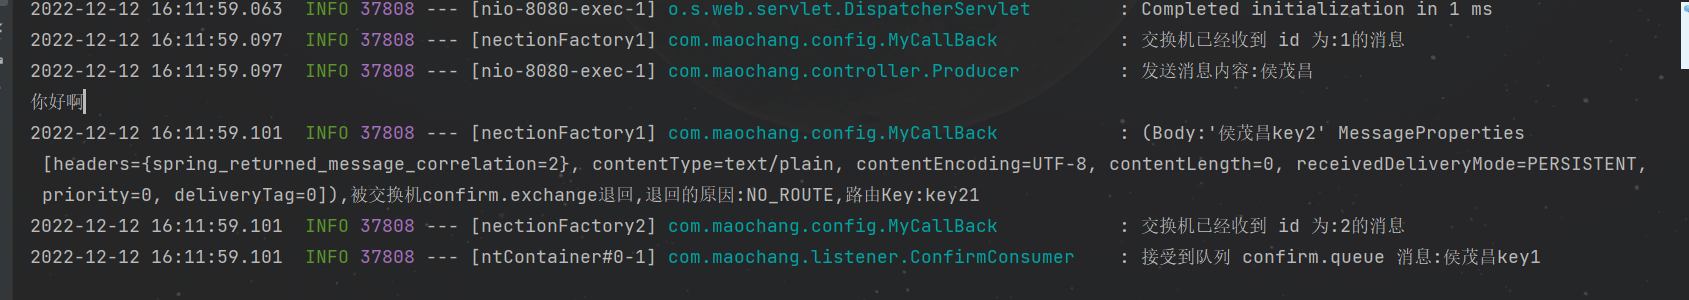 2022-12-12 16:11:59.063  INFO 37808 --- [nio-8080-exec-1] o.s.web.servlet.DispatcherServlet        : Completed initialization in 1 ms
2022-12-12 16:11:59.097  INFO 37808 --- [nectionFactory1] com.maochang.config.MyCallBack           : 交换机已经收到 id 为:1的消息
2022-12-12 16:11:59.097  INFO 37808 --- [nio-8080-exec-1] com.maochang.controller.Producer         : 发送消息内容:侯茂昌
你好啊
2022-12-12 16:11:59.101  INFO 37808 --- [nectionFactory1] com.maochang.config.MyCallBack           : (Body:'侯茂昌key2' MessageProperties
[headers={spring_returned_message_correlation=2}, contentType=text/plain, contentEncoding=UTF-8, contentLength=0, receivedDeliveryMode=PERSISTENT,
priority=0, deliveryTag=0]),被交换机confirm.exchange退回,退回的原因:NO_ROUTE,路由Key:key21
2022-12-12 16:11:59.101  INFO 37808 --- [nectionFactory2] com.maochang.config.MyCallBack           : 交换机已经收到 id 为:2的消息
2022-12-12 16:11:59.101  INFO 37808 --- [ntContainer#0-1] com.maochang.listener.ConfirmConsumer    : 接受到队列 confirm.queue 消息:侯茂昌key1